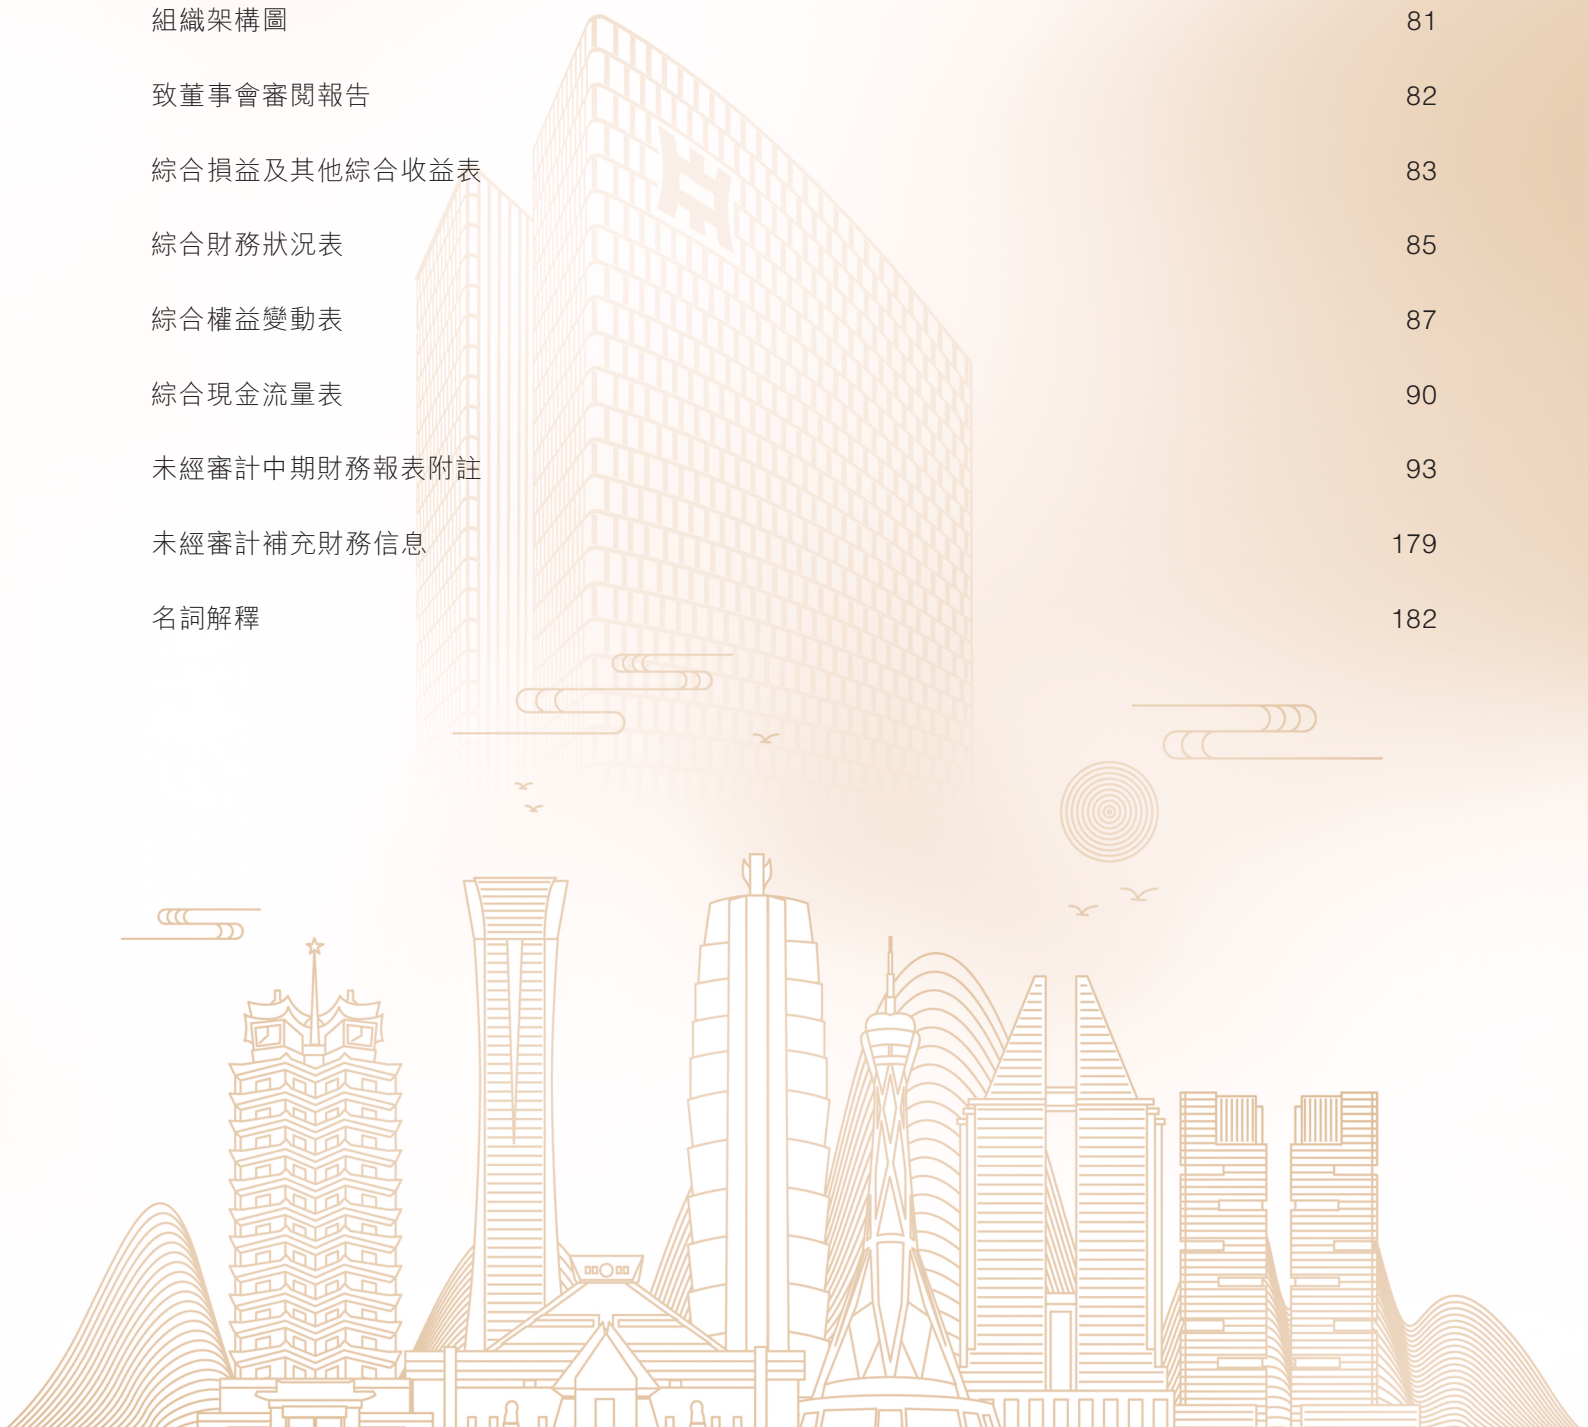 組織架構圖 81
致董事會審閱報告 82
綜合損益及其他綜合收益表 83
綜合財務狀況表 85
綜合權益變動表 87
綜合現金流量表 90
未經審計中期財務報表附註 93
未經審計補充財務信息 179
名詞解釋 182